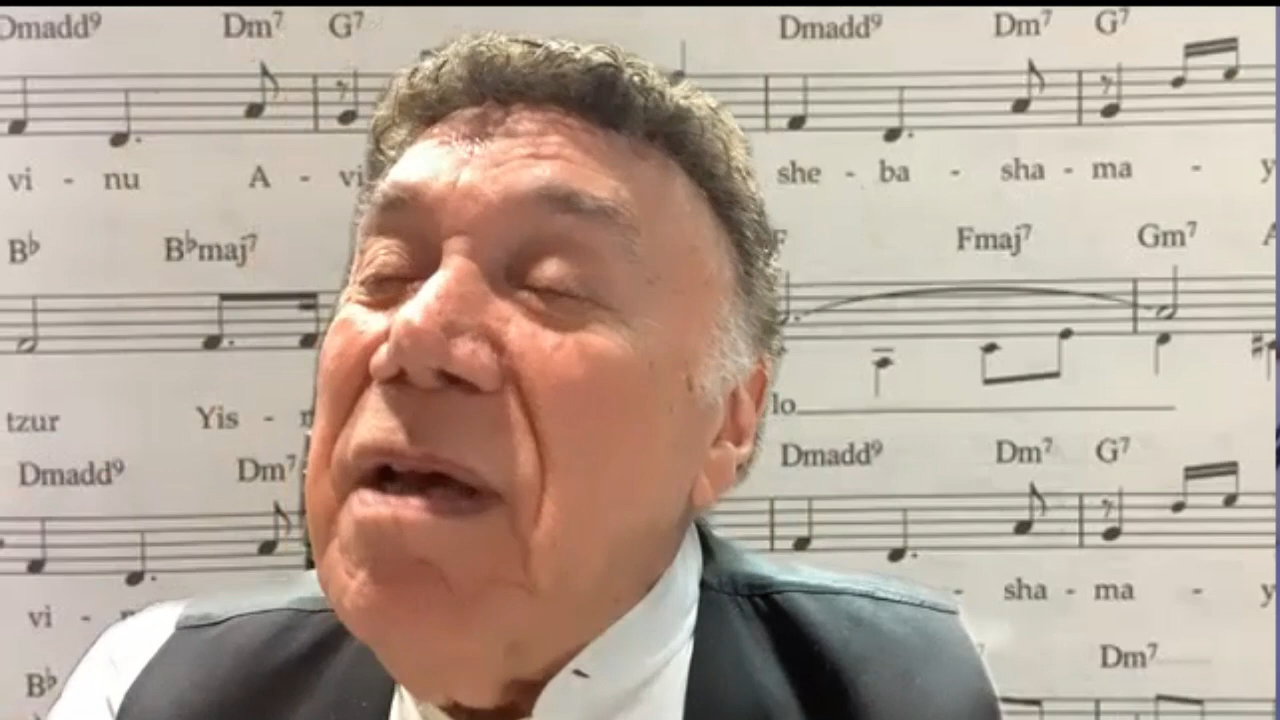 Dmadd⁹ Dm⁷ G⁷ Dmadd⁹ Dm⁷ G⁷
vi - nu A - vi she - ba - sha - ma - y
B♭ B♭maj⁷ F Fmaj⁷ Gm⁷ A
tzur Yis - lo
Dmadd⁹ Dm⁷ Dmadd⁹ Dm⁷ G⁷
vi - - sha - ma - y
B♭ Dm⁷